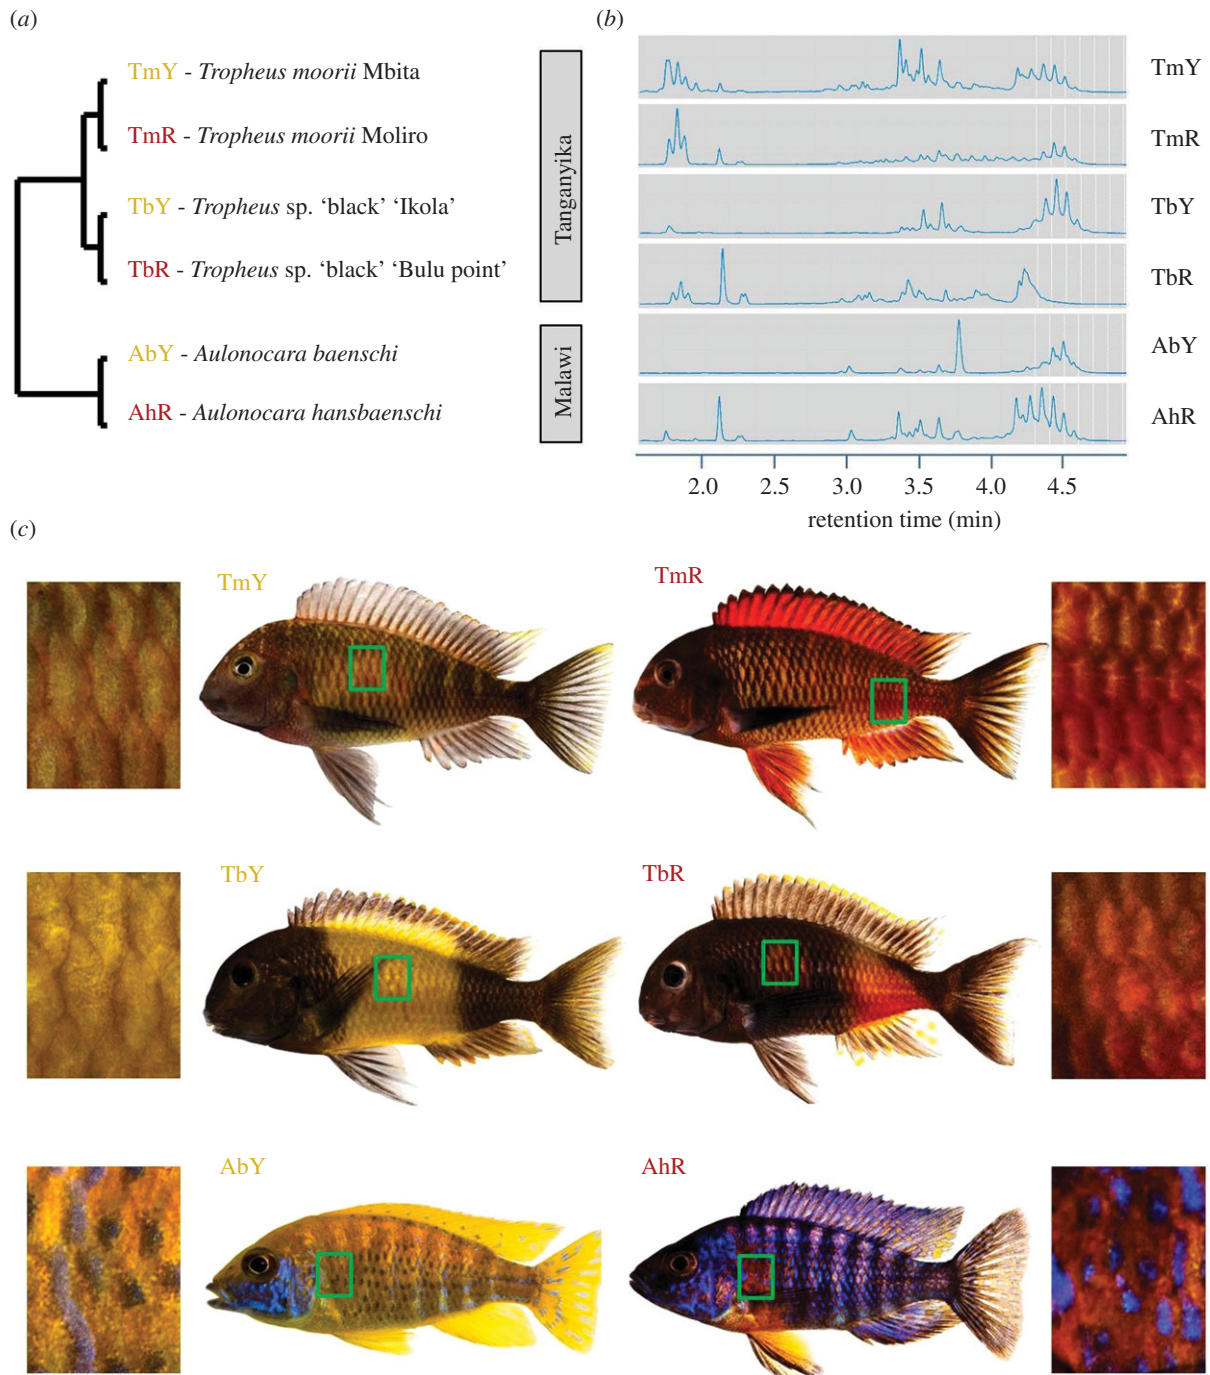 (a)
TmY - Tropheus moorii Mbita
TmR - Tropheus moorii Moliro
TbY - Tropheus sp. ‘black’ ‘Ikola’
TbR - Tropheus sp. ‘black’ ‘Bulu point’
AbY - Aulonocara baenschi
AhR - Aulonocara hansbaenschi
Tanganyika
Malawi
(b)
TmY
TmR
TbY
TbR
AbY
AhR
2.0 2.5 3.0 3.5 4.0 4.5
retention time (min)
(c)
TmY
TmR
TbY
TbR
AbY
AhR